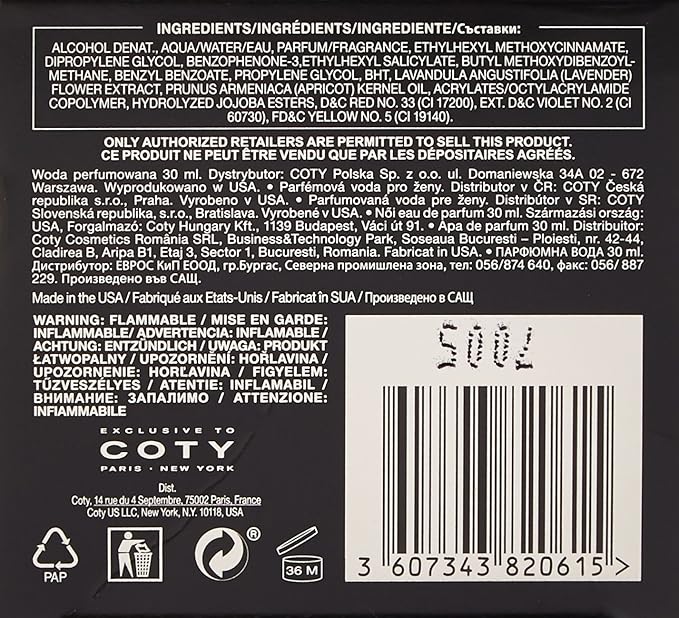 INGREDIENTS/INGRÉDIENTS/INGREDIENTE/Съставки:
ALCOHOL DENAT., AQUA/WATER/EAU, PARFUM/FRAGRANCE, ETHYLHEXYL METHOXYCINNAMATE,
DIPROPYLENE GLYCOL, BENZOPHENONE-3,ETHYLHEXYL SALICYLATE, BUTYL METHOXYDIBENZOYL-
METHANE, BENZYL BENZOATE, PROPYLENE GLYCOL, BHT, LAVANDULA ANGUSTIFOLIA (LAVENDER)
FLOWER EXTRACT, PRUNUS ARMENIACA (APRICOT) KERNEL OIL, ACRYLATES/OCTYLACRYLAMIDE
COPOLYMER, HYDROLYZED JOJOBA ESTERS, D&C RED NO. 33 (CI 17200), EXT. D&C VIOLET NO. 2 (CI
60730), FD&C YELLOW NO. 5 (CI 19140).
ONLY AUTHORIZED RETAILERS ARE PERMITTED TO SELL THIS PRODUCT.
CE PRODUIT NE PEUT ÊTRE VENDU QUE PAR LES DÉPOSITAIRES AGRÉÉS.
Woda perfumowana 30 ml. Dystrybutor: COTY Polska Sp. z o.o. ul. Domaniewska 34A 02 - 672
Warszawa. Wyprodukowano w USA. • Parfémová voda pro ženy. Distributor v ČR: COTY Česká
republika s.r.o., Praha. Vyrobeno v USA. • Parfumovaná voda pre ženy. Distribútor v SR: COTY
Slovenská republika, s.r.o., Bratislava. Vyrobené v USA. • Nõi eau de parfum 30 ml. Származási ország:
USA, Forgalmazó: Coty Hungary Kft., 1139 Budapest, Váci út 91. • Apa de parfum 30 ml. Distribuitor:
Coty Cosmetics România SRL, Business&Technology Park, Soseaua Bucuresti – Ploiesti, nr. 42-44,
Cladirea B, Aripa B1, Etaj 3, Sector 1, Bucuresti, Romania. Fabricat in USA. • ПАРФЮМНА ВОДА 30 ml.
Дистрибутор: ЕВРОС КиП ЕООД, гр.Бургас, Северна промишлена зона, тел: 056/874 640, факс: 056/ 887
229. Произведено във САЩ.
Made in the USA / Fabriqué aux Etats-Unis / Fabricat în SUA / Произведено в САЩ
WARNING: FLAMMABLE / MISE EN GARDE:
INFLAMMABLE/ ADVERTENCIA: INFLAMABLE /
ACHTUNG: ENTZÜNDLICH / UWAGA: PRODUKT
ŁATWOPALNY / UPOZORNĚNÍ: HOŘLAVINA /
UPOZORNENIE: HORĽAVINA / FIGYELEM:
TŰZVESZÉLYES / ATENTIE: INFLAMABIL /
ВНИМАНИЕ: ЗАПАЛИМО / ATTENZIONE:
INFIAMMABILE
EXCLUSIVE TO
COTY
PARIS • NEW YORK
Dist.
Coty, 14 rue du 4 Septembre, 75002 Paris, France
Coty US LLC, New York, N.Y. 10118, USA
PAP
®
36 M
7005
3 607343 820615 >